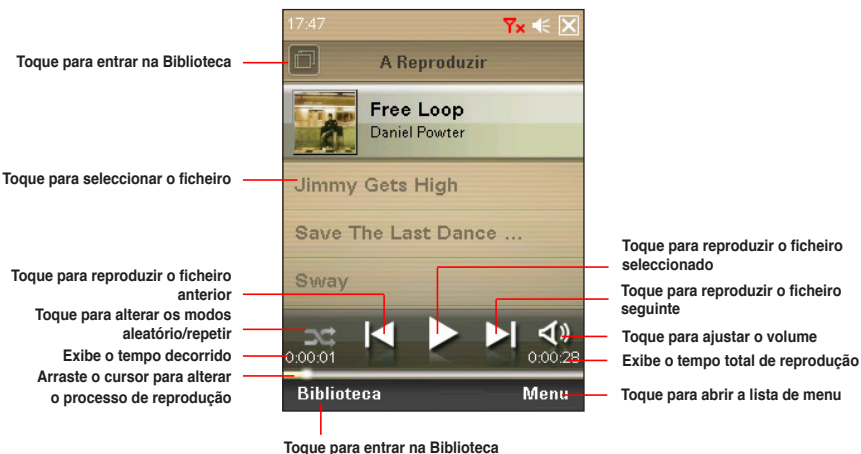 17:47
Toque para entrar na Biblioteca
A Reproduzir
Free Loop
Daniel Powter
Toque para seleccionar o ficheiro
Jimmy Gets High
Save The Last Dance ...
Sway
Toque para reproduzir o ficheiro
anterior
Toque para alterar os modos
aleatório/repetir
Exibe o tempo decorrido
Arraste o cursor para alterar
o processo de reprodução
0:00:01
0:00:28
Biblioteca
Menu
Toque para reproduzir o ficheiro
seleccionado
Toque para reproduzir o ficheiro
seguinte
Toque para ajustar o volume
Exibe o tempo total de reprodução
Toque para abrir a lista de menu
Toque para entrar na Biblioteca